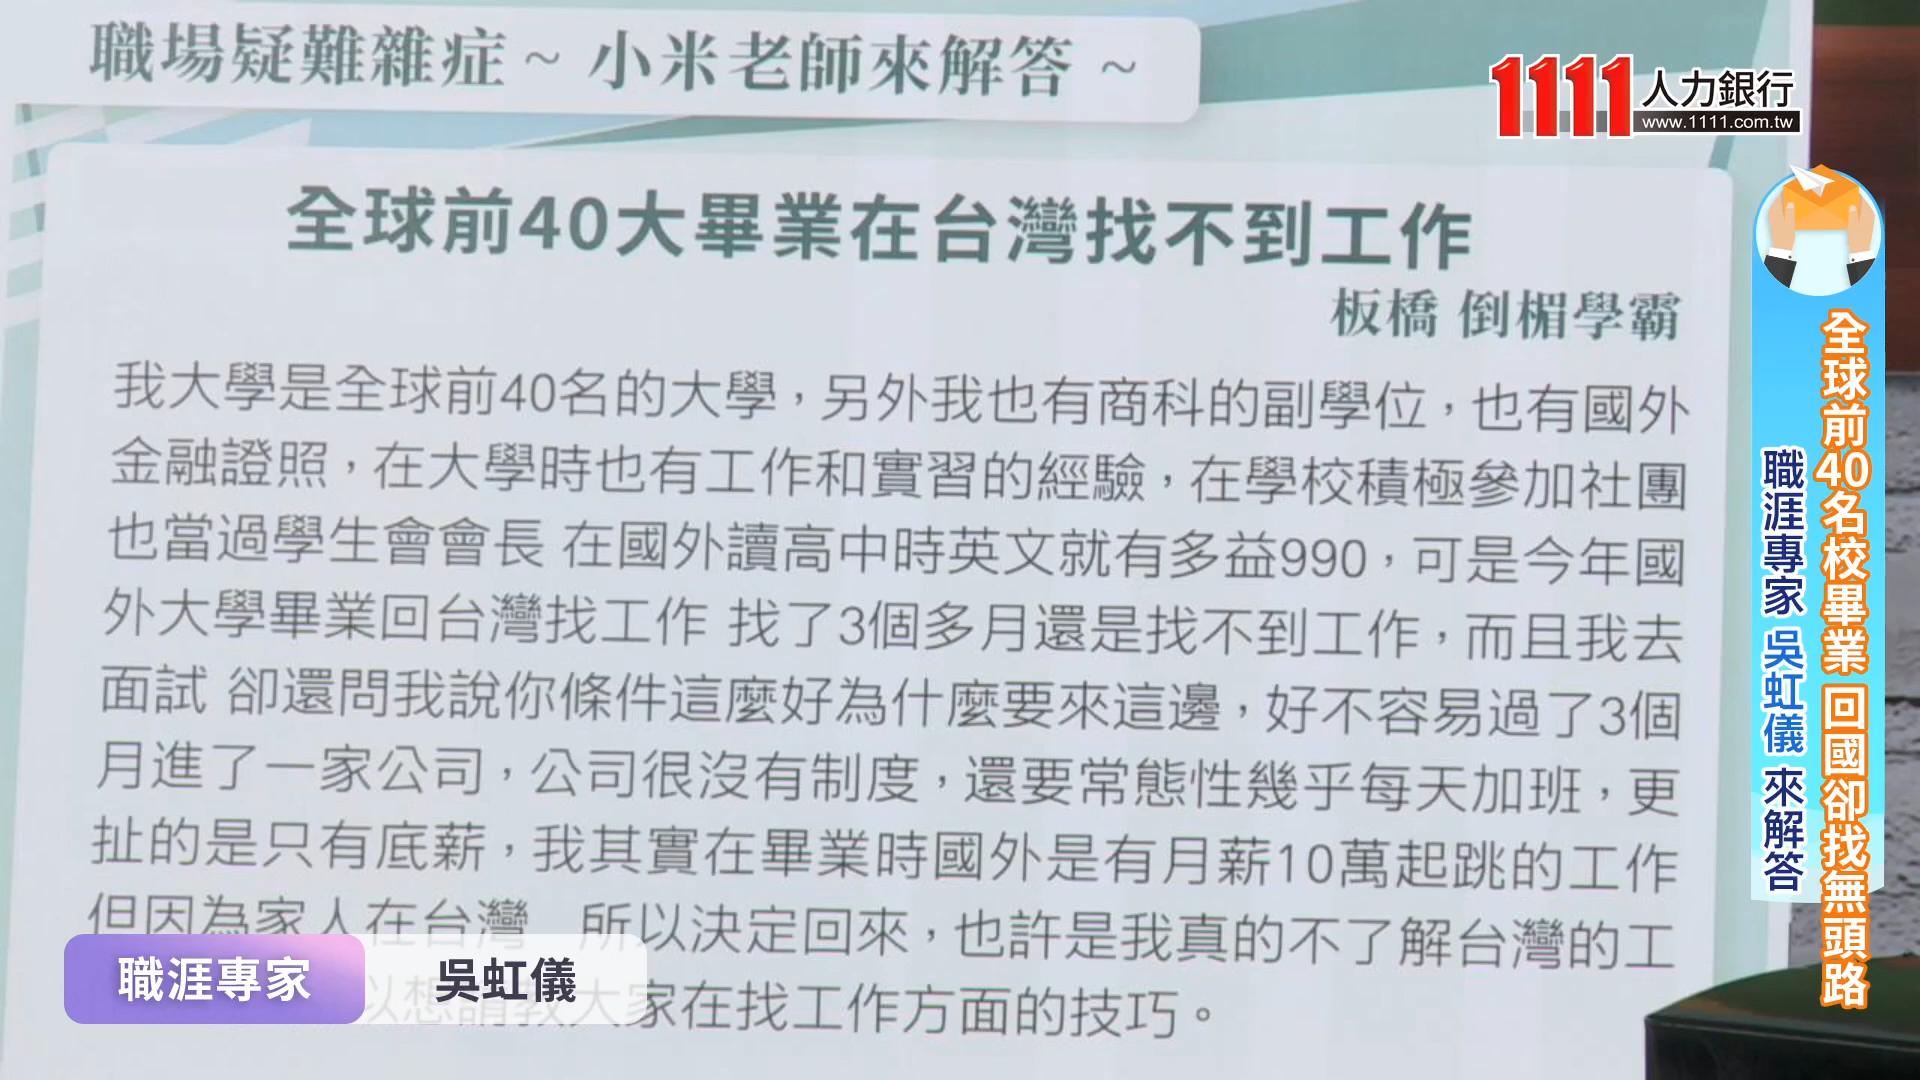 職場疑難雜症～小米老師來解答～
全球前40大畢業在台灣找不到工作
板橋 倒楣學霸
我大學是全球前40名的大學，另外我也有商科的副學位，也有國外
金融證照，在大學時也有工作和實習的經驗，在學校積極參加社團
也當過學生會會長 在國外讀高中時英文就有多益990，可是今年國
外大學畢業回台灣找工作 找了3個多月還是找不到工作，而且我去
面試 卻還問我說你條件這麼好為什麼要來這邊，好不容易過了3個
月進了一家公司，公司很沒有制度，還要常態性幾乎每天加班，更
扯的是只有底薪，我其實在畢業時國外是有月薪10萬起跳的工作
但因為家人在台灣 所以決定回來，也許是我真的不了解台灣的工
以想請教大家在找工作方面的技巧。
職涯專家 吳虹儀
1111人力銀行
www.1111.com.tw
全球前40名校畢業 回國卻找無頭路
職涯專家 吳虹儀 來解答